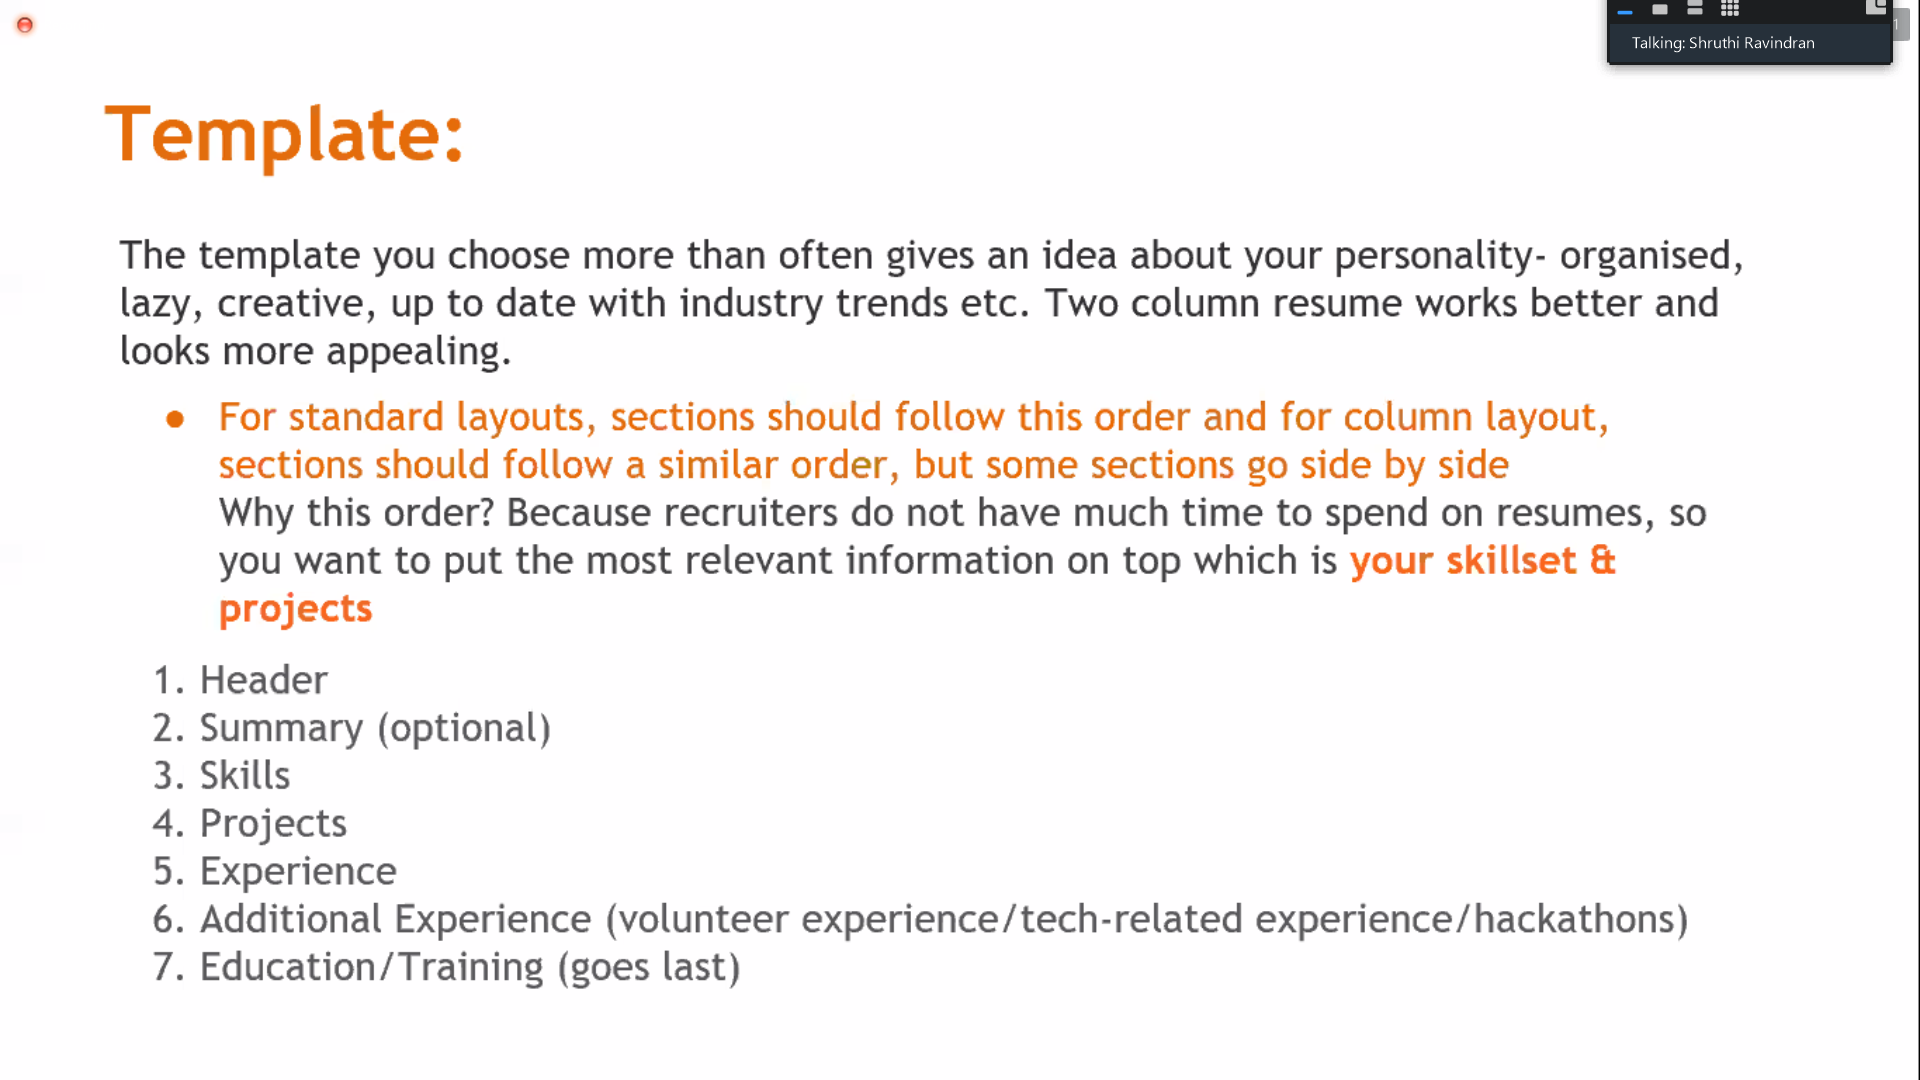 1
Talking: Shruthi Ravindran
Template:
The template you choose more than often gives an idea about your personality- organised,
lazy, creative, up to date with industry trends etc. Two column resume works better and
looks more appealing.
● For standard layouts, sections should follow this order and for column layout,
sections should follow a similar order, but some sections go side by side
Why this order? Because recruiters do not have much time to spend on resumes, so
you want to put the most relevant information on top which is your skillset &
projects
1. Header
2. Summary (optional)
3. Skills
4. Projects
5. Experience
6. Additional Experience (volunteer experience/tech-related experience/hackathons)
7. Education/Training (goes last)